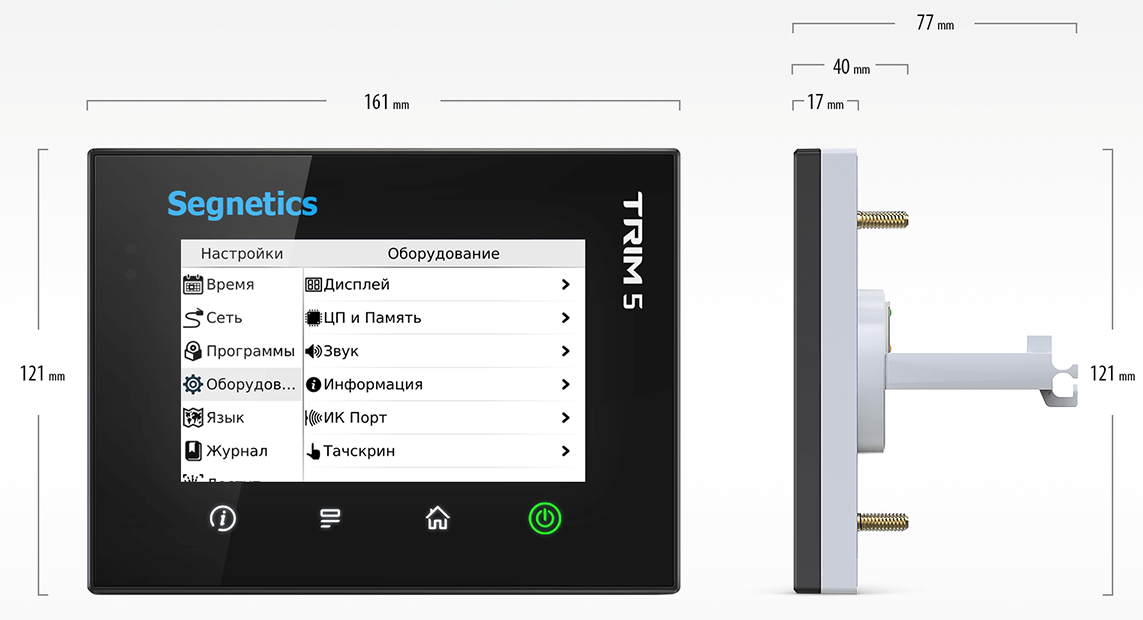 77 mm
40 mm
161 mm
17 mm
Segnetics
TRIM 5
Настройки
Оборудование
Время
Дисплей
Сеть
ЦП и Память
Программы
Звук
121 mm
121 mm
Оборудов...
Информация
Язык
ИК Порт
Журнал
Тачскрин